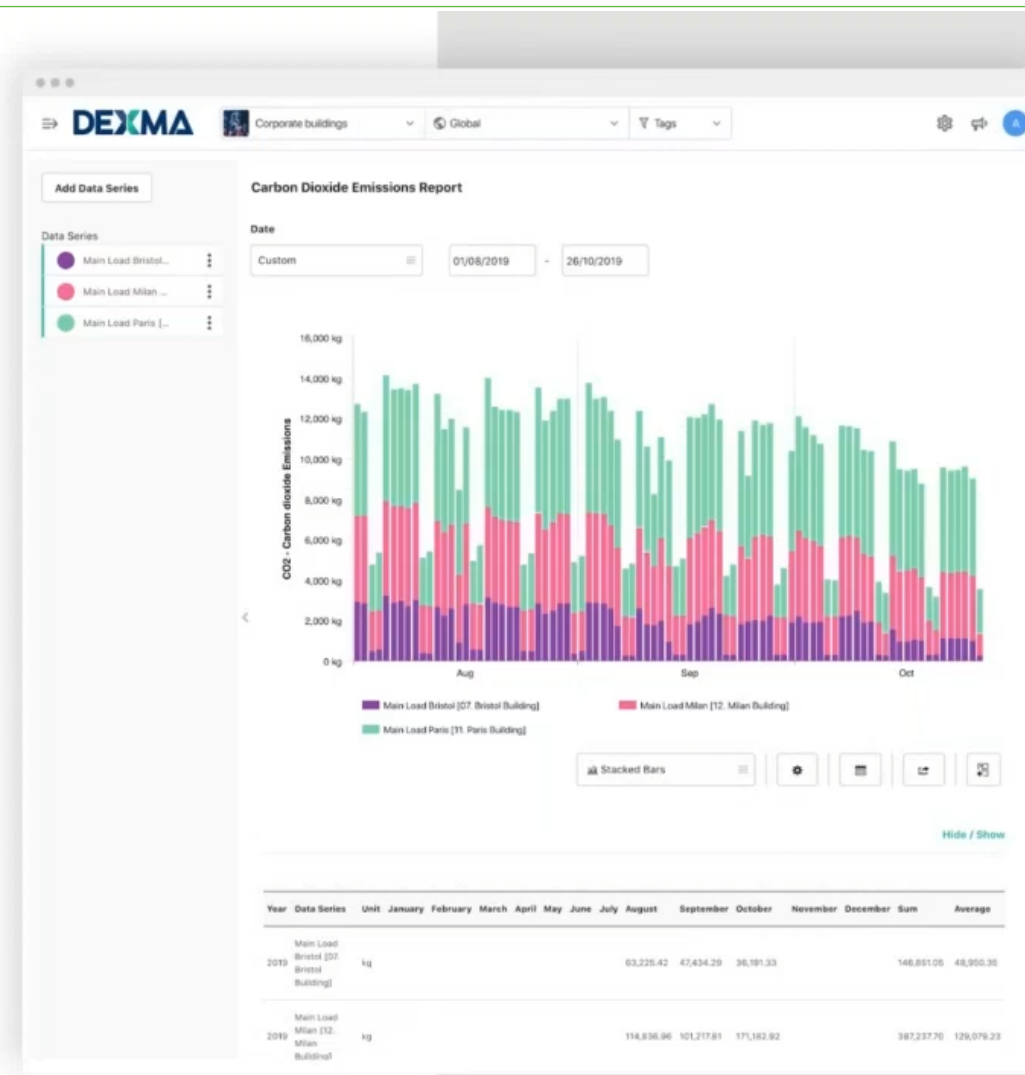 DEXMA
Corporate buildings
Global
Tags
A
Add Data Series
Carbon Dioxide Emissions Report
Data Series
Date
Main Load Bristol...
Main Load Milan ...
Main Load Paris [...
Custom
01/08/2019 - 26/10/2019
CO2 - Carbon dioxide Emissions
16,000 kg
14,000 kg
12,000 kg
10,000 kg
8,000 kg
6,000 kg
4,000 kg
2,000 kg
0 kg
Aug Sep Oct
Main Load Bristol [07. Bristol Building]
Main Load Milan [12. Milan Building]
Main Load Paris [11. Paris Building]
Stacked Bars
Hide / Show
Year Data Series Unit January February March April May June July August September October November December Sum Average
2019 Main Load Bristol [07. Bristol Building] kg 63,225.42 47,434.29 36,191.33 146,851.05 48,950.35
2019 Main Load Milan [12. Milan Building] kg 114,836.96 101,217.81 171,182.92 387,237.70 129,079.23